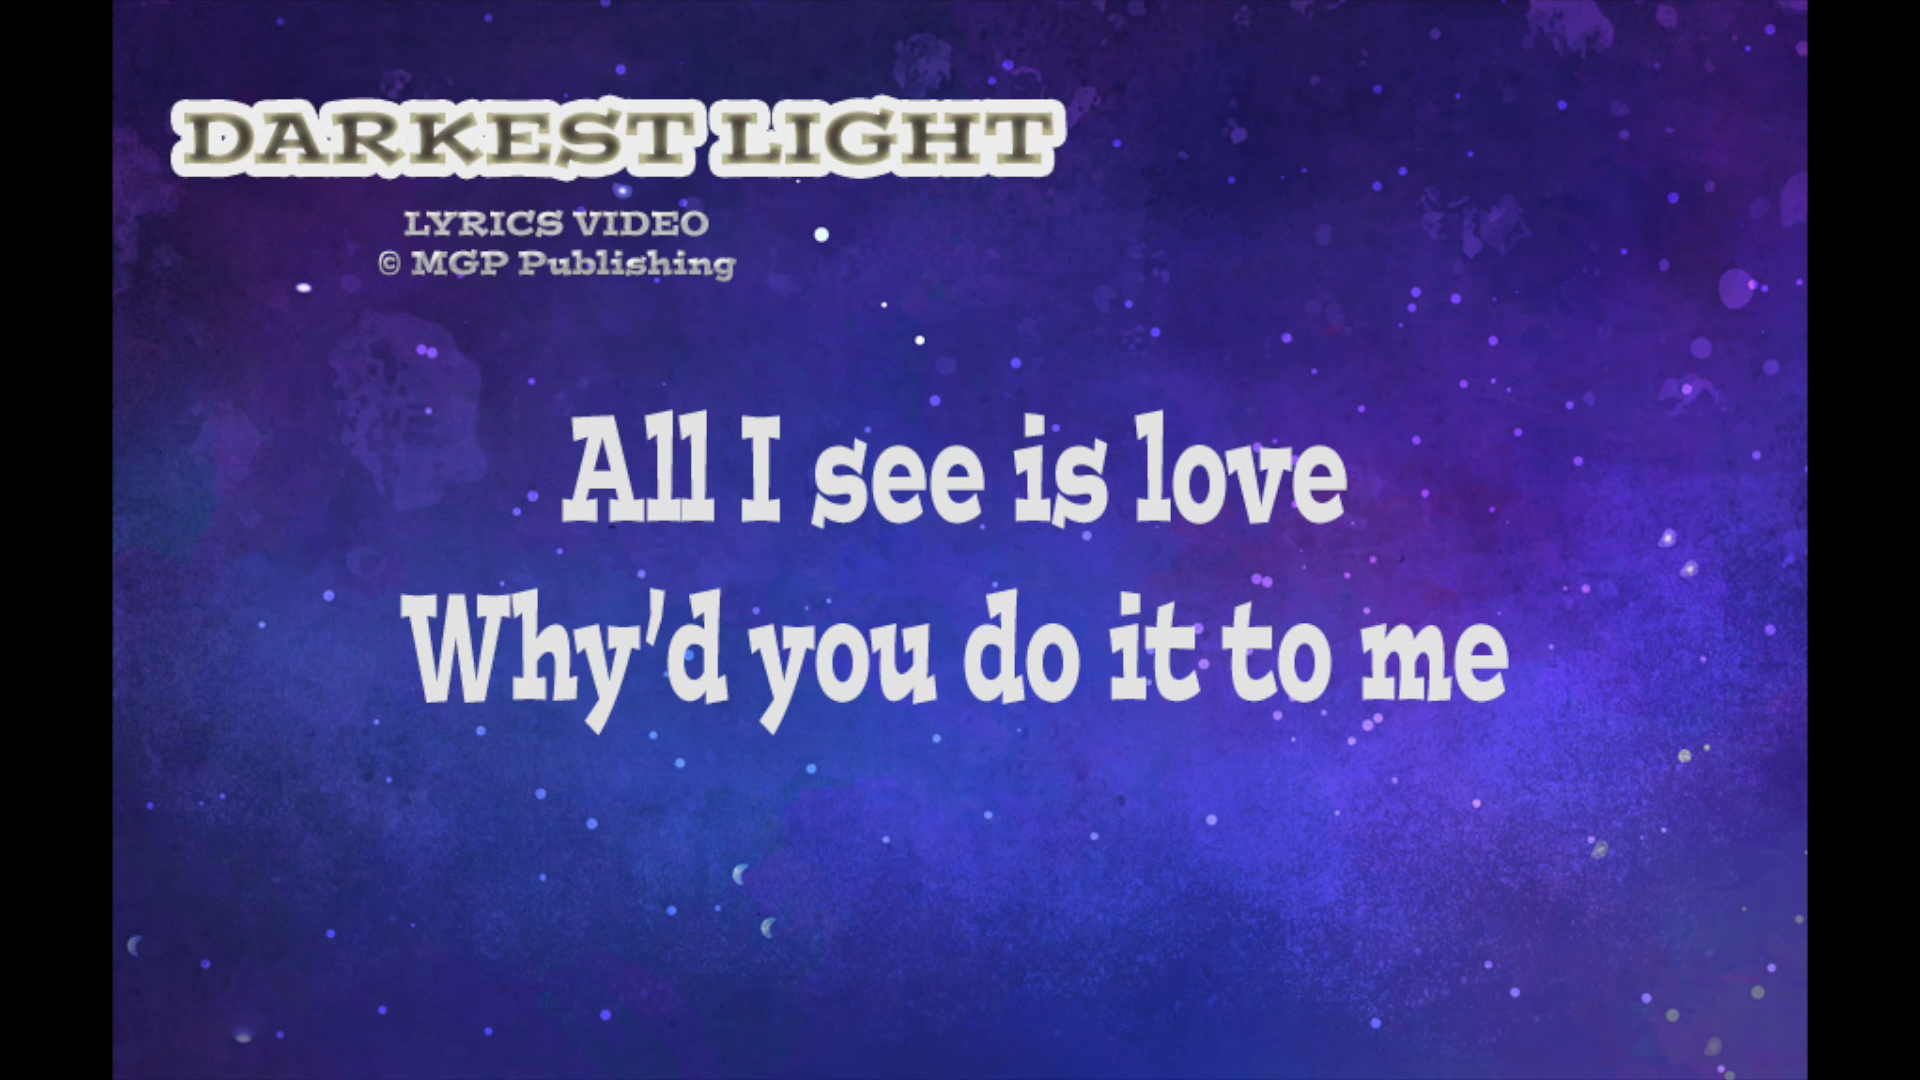 DARKEST LIGHT
LYRICS VIDEO
© MGP Publishing
All I see is love
Why'd you do it to me